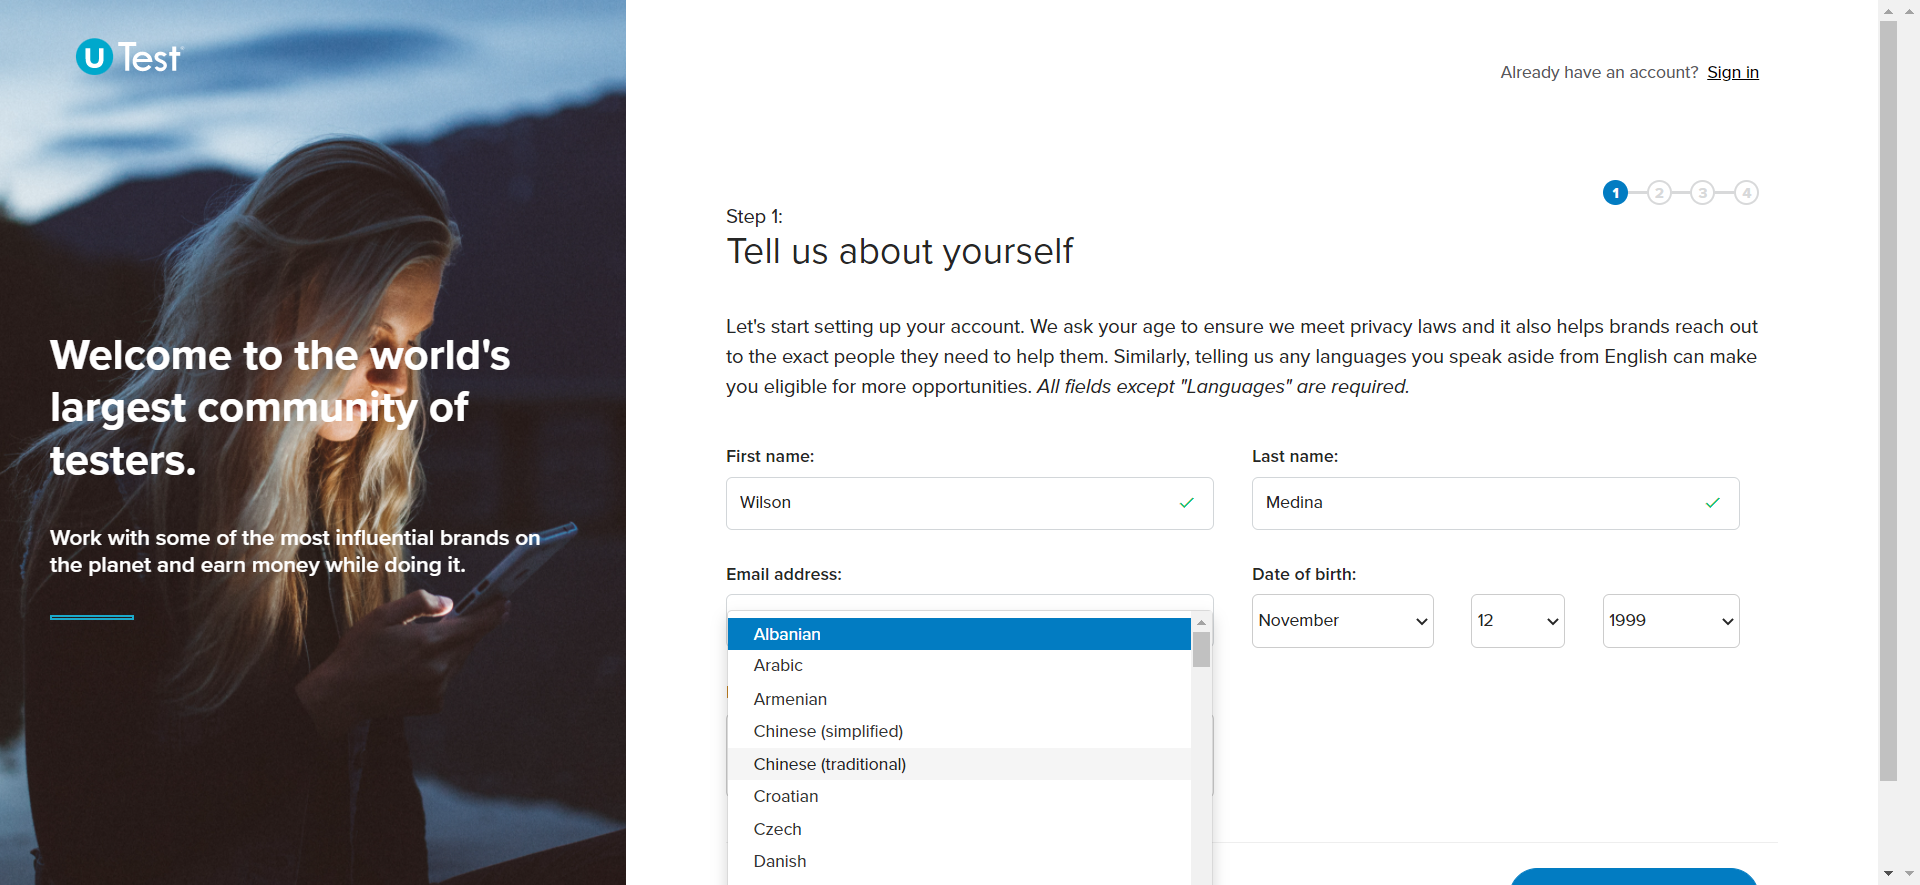 U Test
Welcome to the world's
largest community of
testers.
Work with some of the most influential brands on
the planet and earn money while doing it.
Already have an account? Sign in
1 2 3 4
Step 1:
Tell us about yourself
Let's start setting up your account. We ask your age to ensure we meet privacy laws and it also helps brands reach out
to the exact people they need to help them. Similarly, telling us any languages you speak aside from English can make
you eligible for more opportunities. All fields except "Languages" are required.
First name:
Last name:
Wilson
Medina
Email address:
Date of birth:
November
12
1999
Albanian
Arabic
Armenian
Chinese (simplified)
Chinese (traditional)
Croatian
Czech
Danish